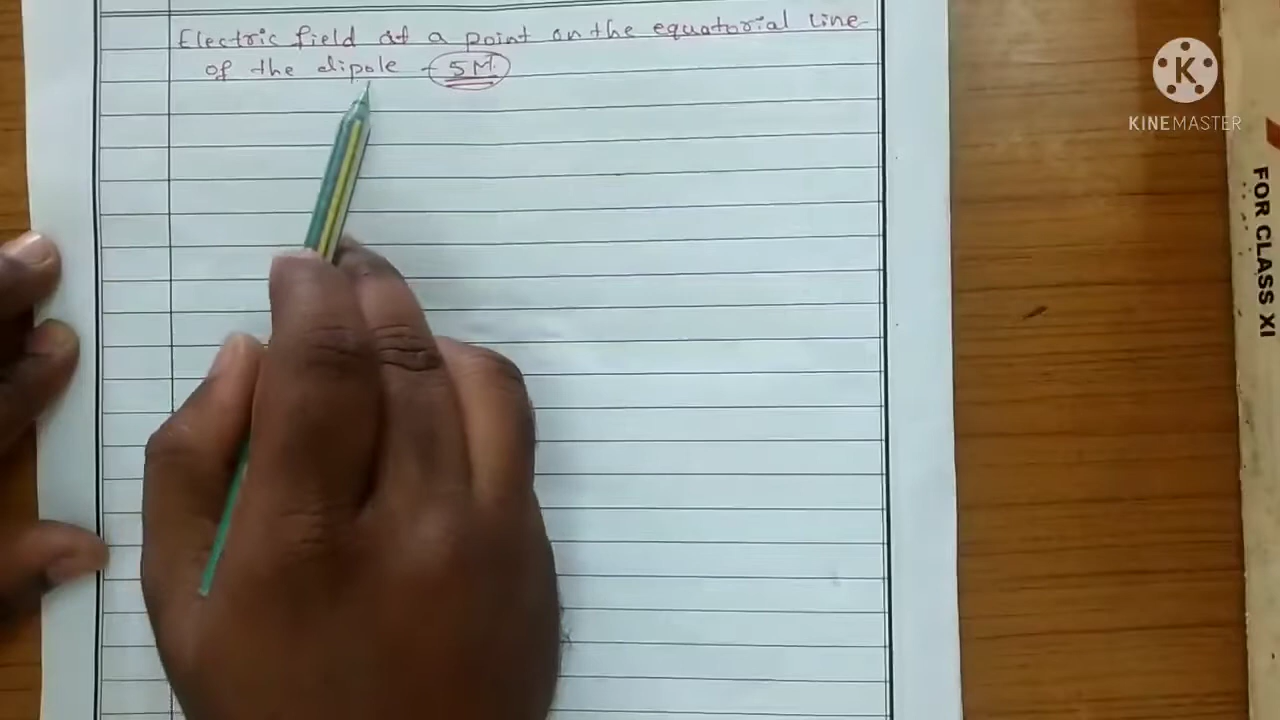 Electric field at a point on the equatorial line
of the dipole - 5M
K
KINEMASTER
FOR CLASS XI